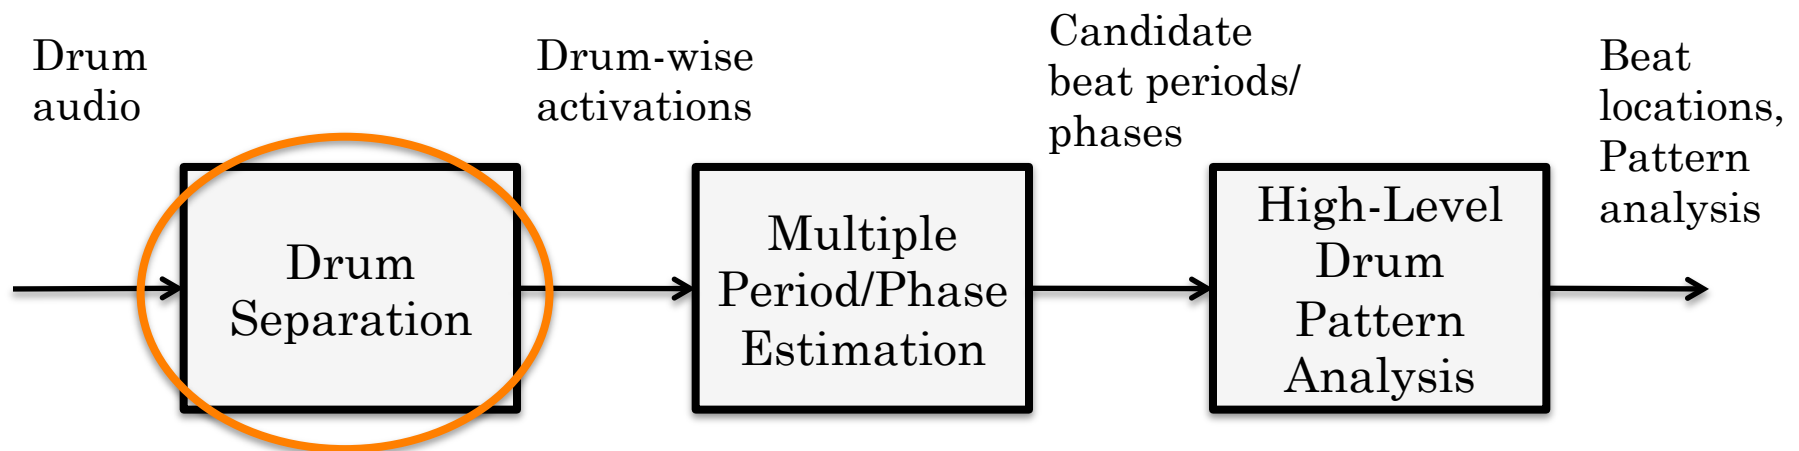 Drum
audio
Drum
Separation
Drum-wise
activations
Multiple
Period/Phase
Estimation
Candidate
beat periods/
phases
High-Level
Drum
Pattern
Analysis
Beat
locations,
Pattern
analysis